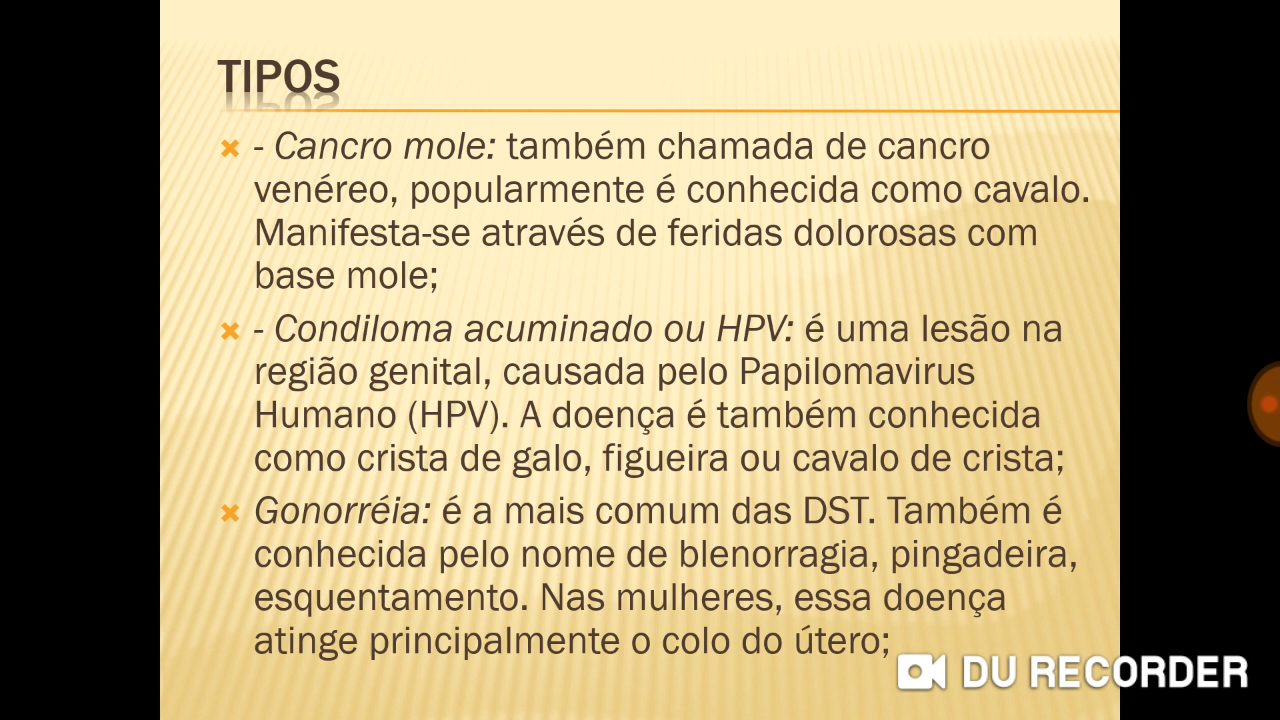 TIPOS
- Cancro mole: também chamada de cancro
venéreo, popularmente é conhecida como cavalo.
Manifesta-se através de feridas dolorosas com
base mole;
- Condiloma acuminado ou HPV: é uma lesão na
região genital, causada pelo Papilomavirus
Humano (HPV). A doença é também conhecida
como crista de galo, figueira ou cavalo de crista;
Gonorréia: é a mais comum das DST. Também é
conhecida pelo nome de blenorragia, pingadeira,
esquentamento. Nas mulheres, essa doença
atinge principalmente o colo do útero;
DU RECORDER